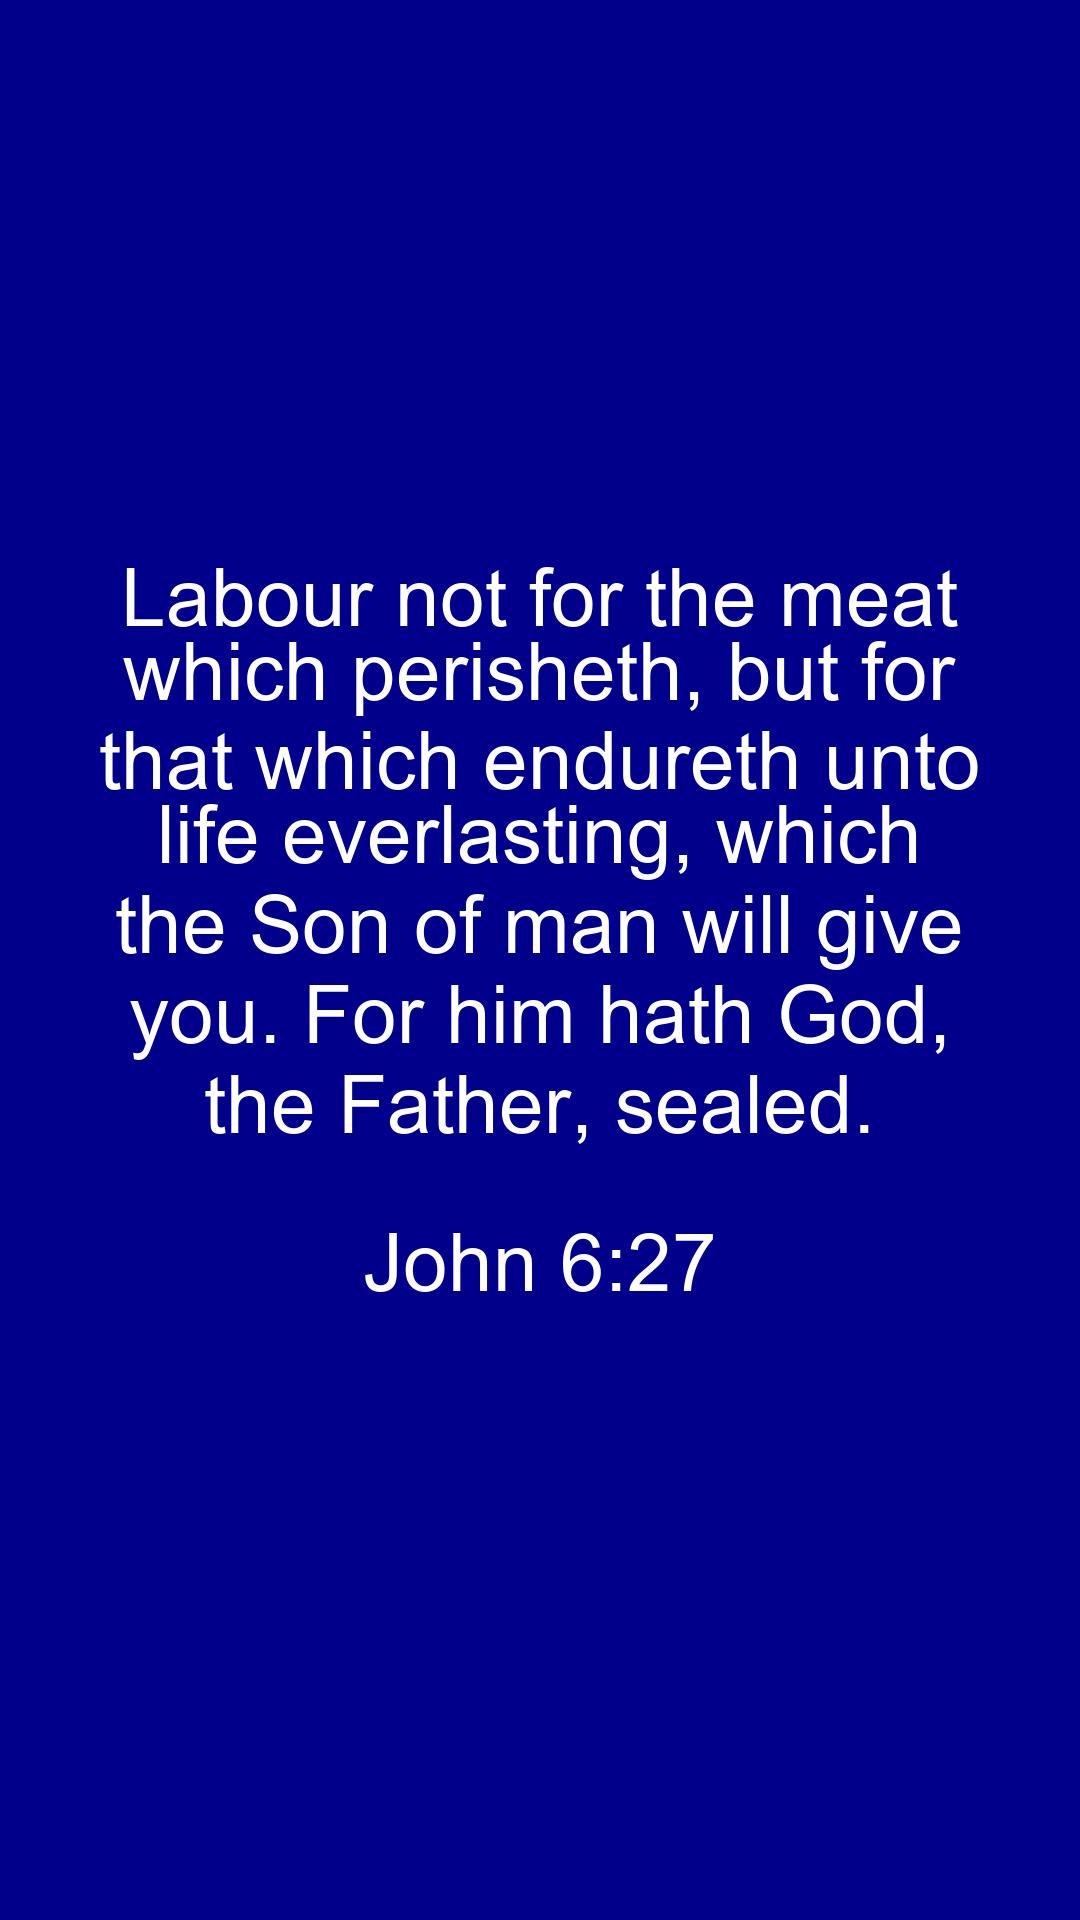 Labour not for the meat
which perisheth, but for
that which endureth unto
life everlasting, which
the Son of man will give
you. For him hath God,
the Father, sealed.
John 6:27